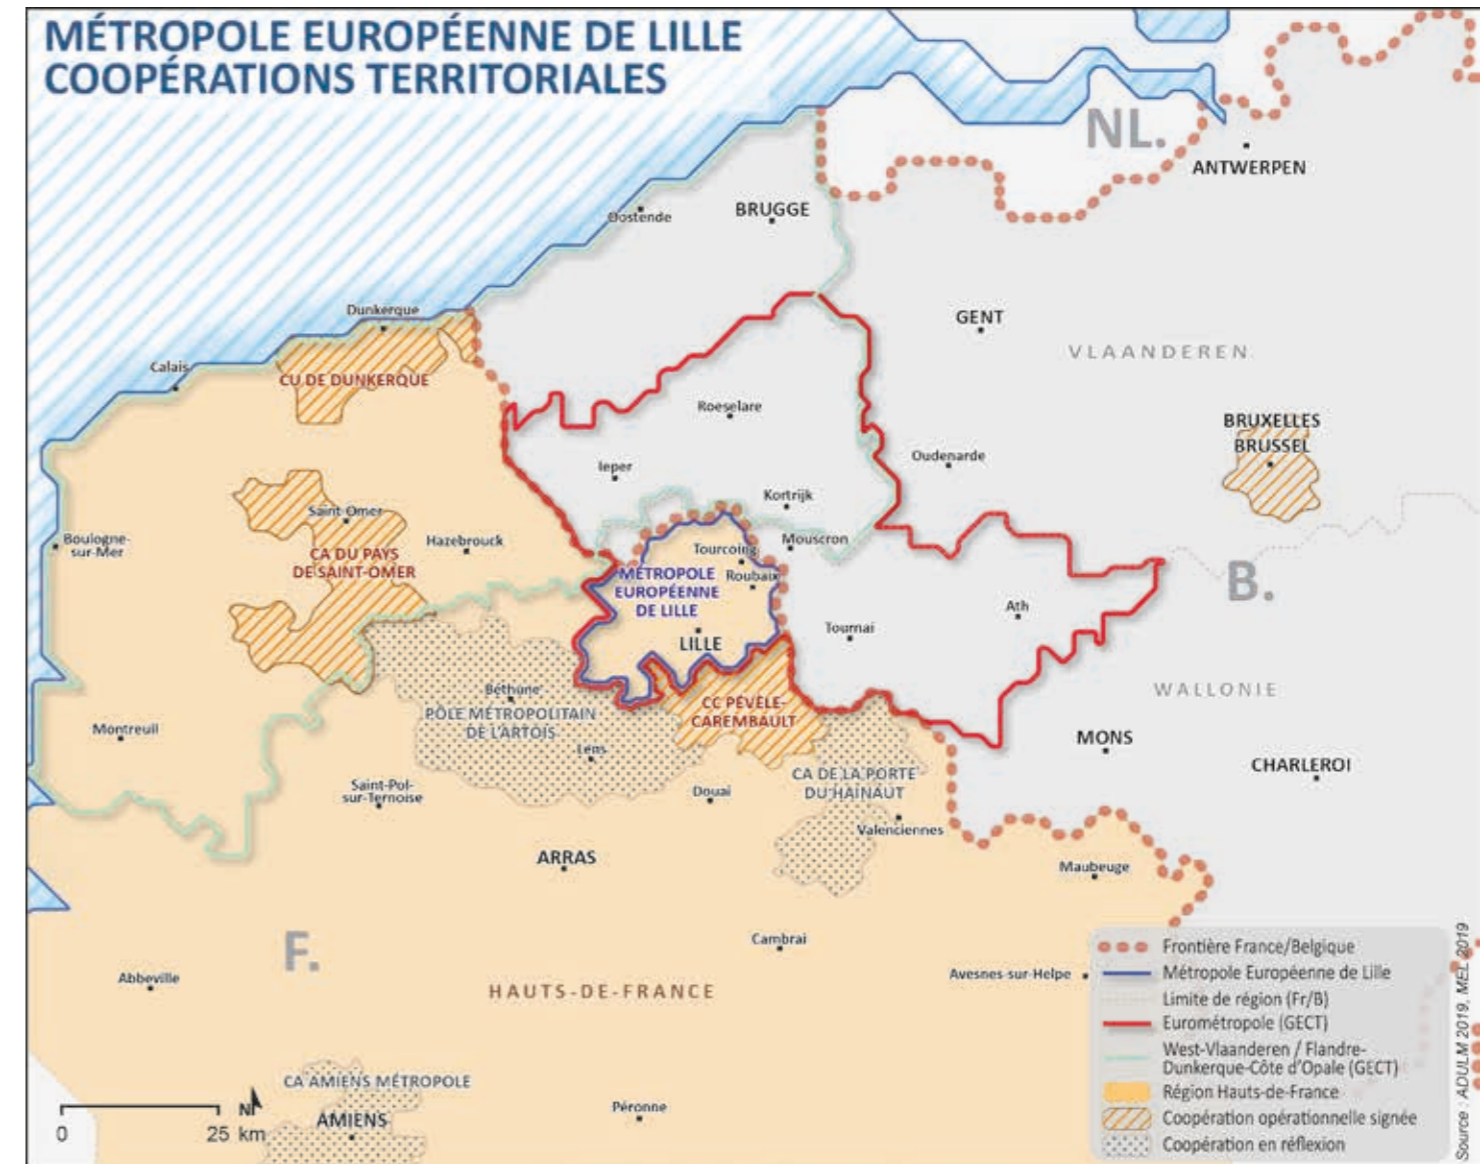 MÉTROPOLE EUROPÉENNE DE LILLE
COOPÉRATIONS TERRITORIALES
NL.
ANTWERPEN
Oostende
BRUGGE
Dunkerque
GENT
VLAANDEREN
Calais
CU DE DUNKERQUE
Roeselare
BRUXELLES
BRUSSEL
Oudenarde
Ieper
Kortrijk
Saint-Omer
Boulogne-
sur-Mer
Hazebrouck
Mouscron
Tourcoing
CA DU PAYS
DE SAINT-OMER
MÉTROPOLE
EUROPÉENNE
DE LILLE
Roubaix
B.
Ath
Tournai
LILLE
WALLONIE
Béthune
PÔLE MÉTROPOLITAIN
DE L'ARTOIS
CC PÉVÈLE-
CAREMBAULT
Montreuil
Lens
MONS
CHARLEROI
Saint-Pol-
sur-Ternoise
Douai
CA DE LA PORTE
DU HAINAUT
Valenciennes
ARRAS
Maubeuge
F.
Cambrai
Abbeville
HAUTS-DE-FRANCE
Avesnes-sur-Helpe
CA AMIENS MÉTROPOLE
AMIENS
Péronne
N
0 25 km
Frontière France/Belgique
Métropole Européenne de Lille
Limite de région (Fr/B)
Eurométropole (GECT)
West-Vlaanderen / Flandre-
Dunkerque-Côte d'Opale (GECT)
Région Hauts-de-France
Coopération opérationnelle signée
Coopération en réflexion
Source : ADULM 2019, MEL 2019